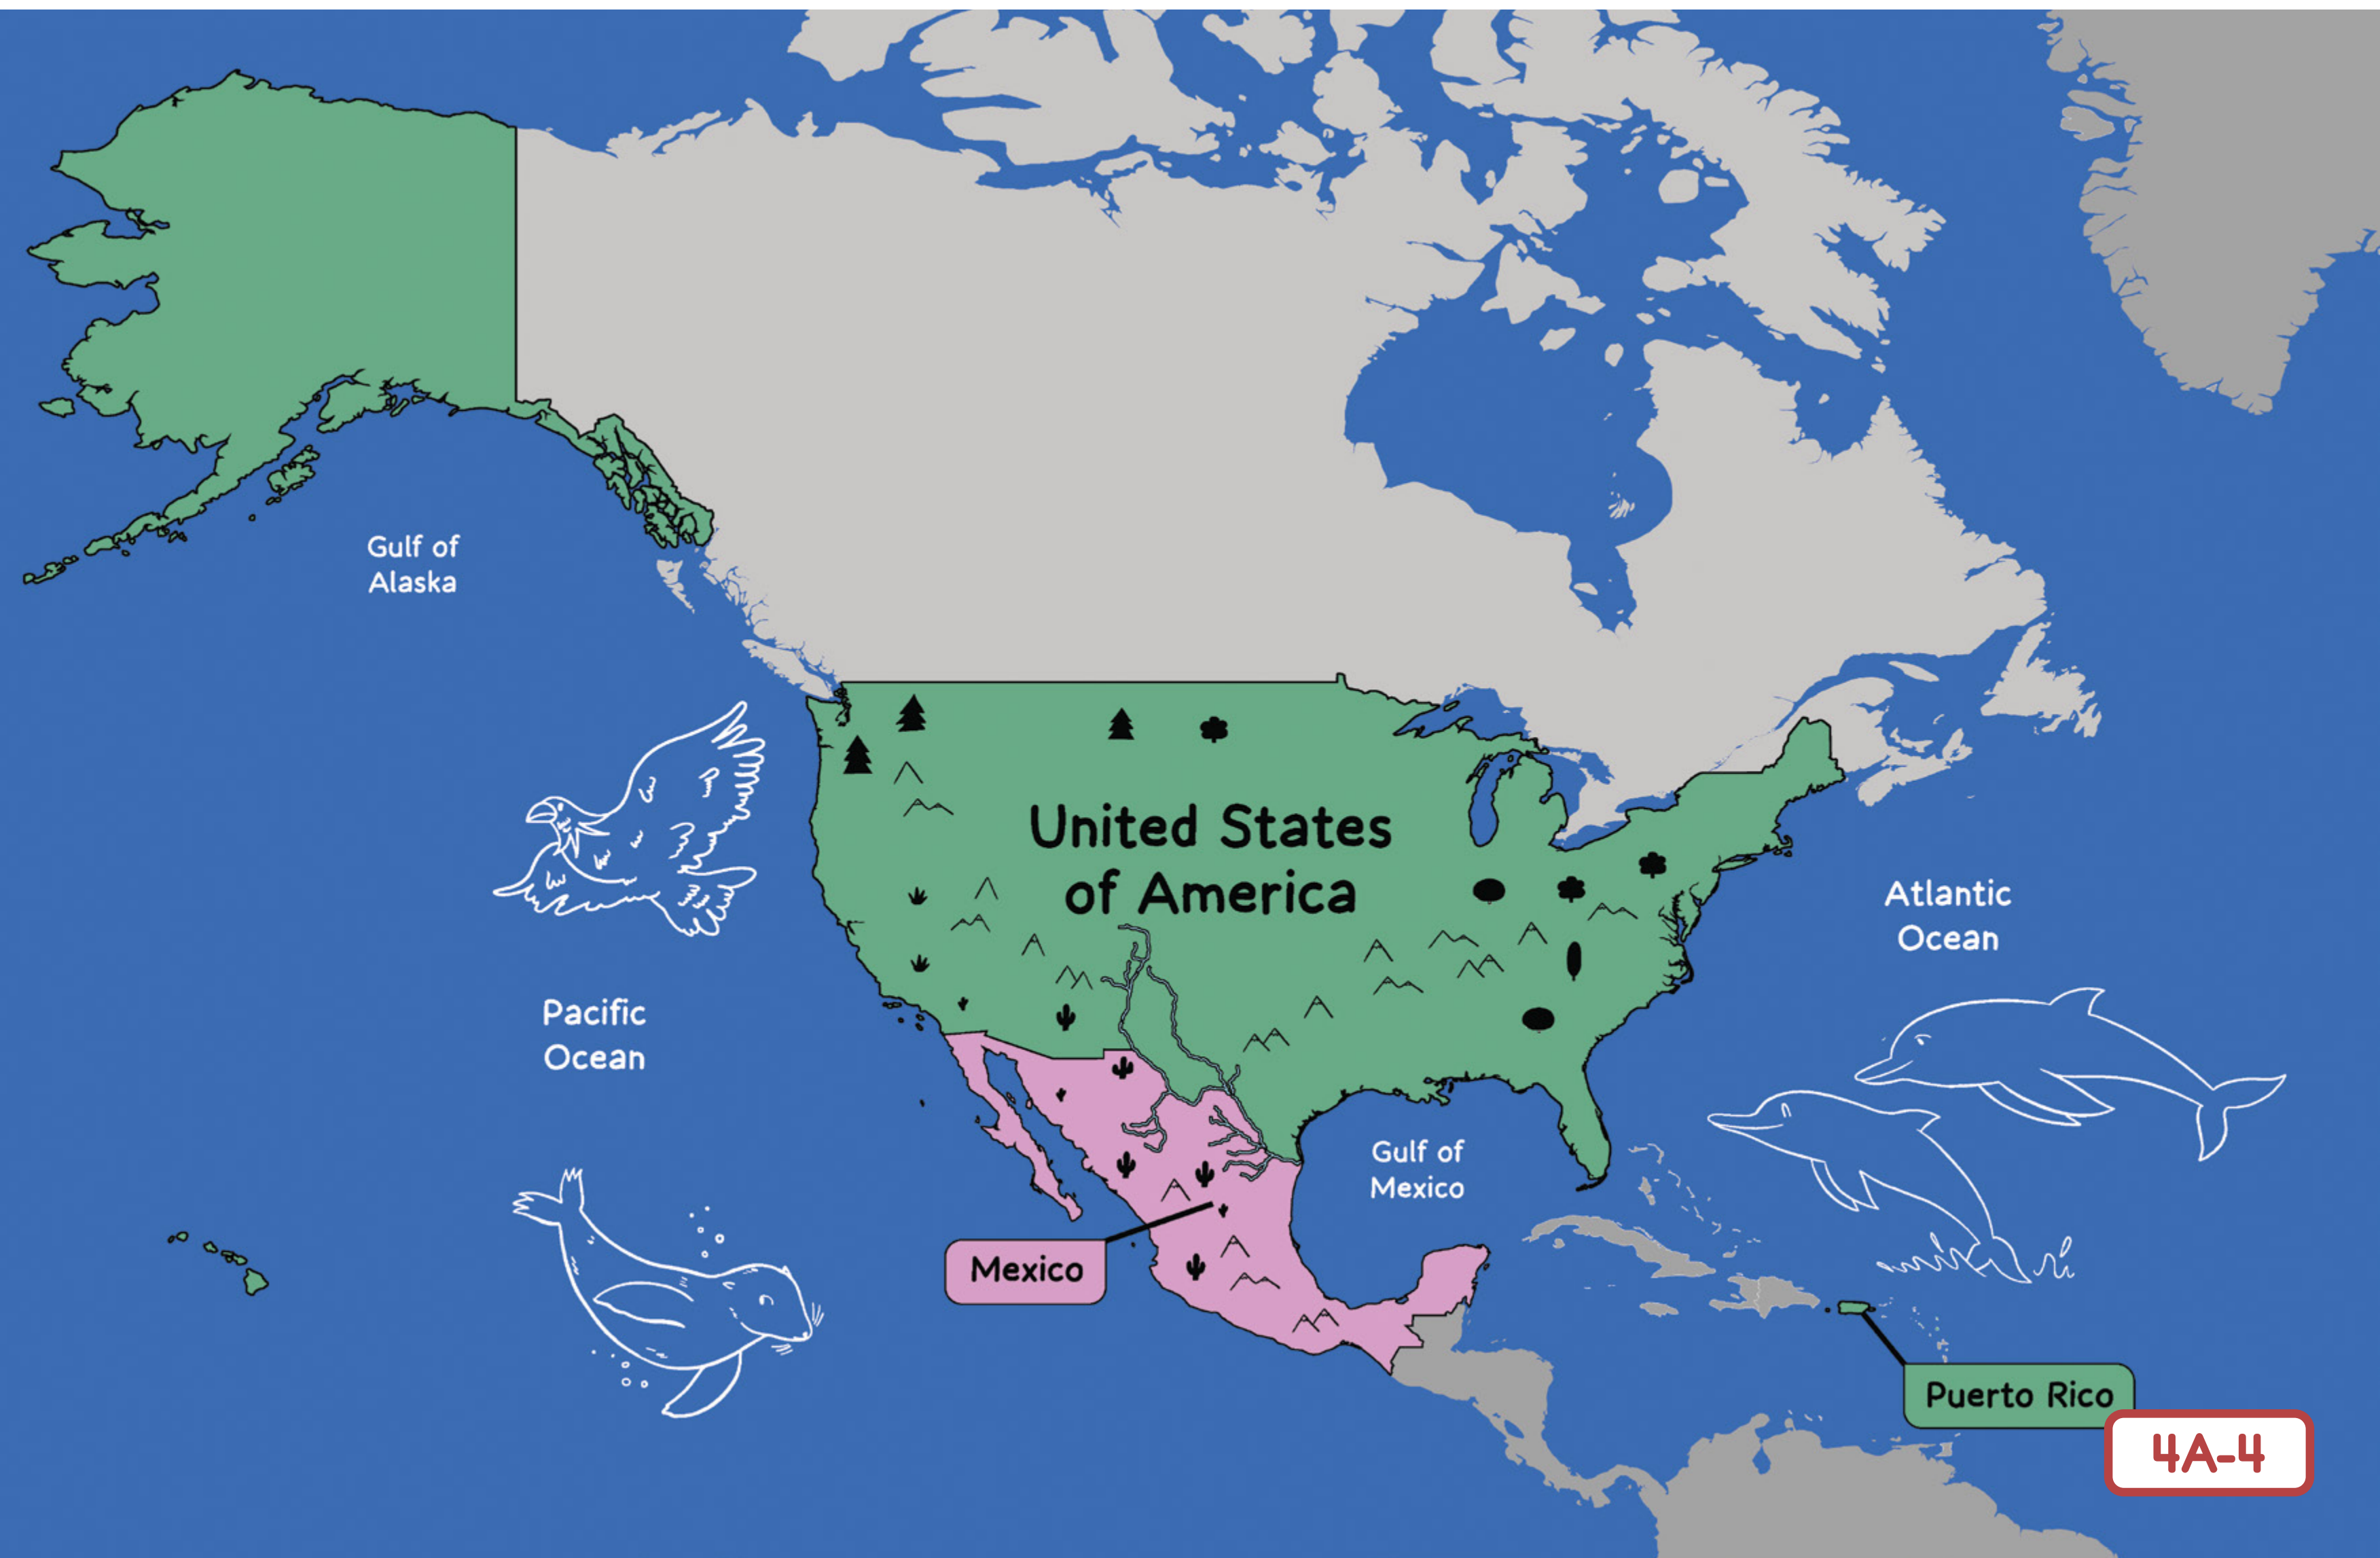 Gulf of
Alaska
United States
of America
Atlantic
Ocean
Pacific
Ocean
Gulf of
Mexico
Mexico
Puerto Rico
4A-4